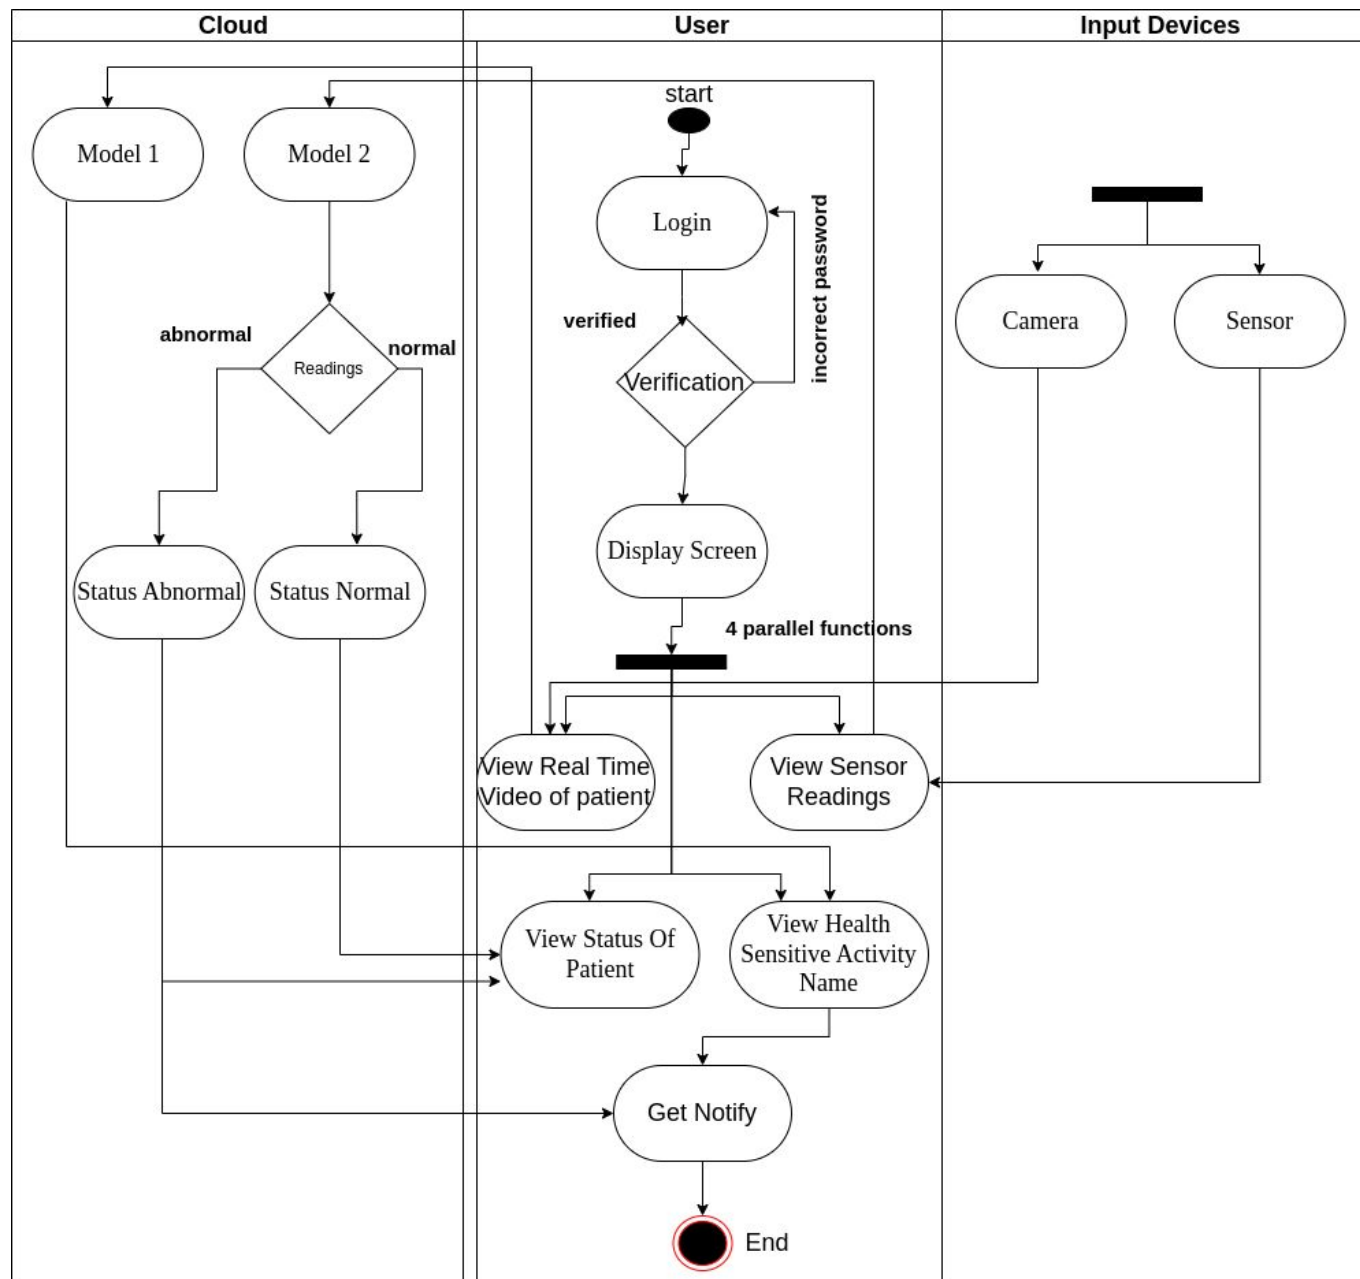 Cloud
User
Input Devices
start
Model 1
Model 2
Login
incorrect password
Camera
Sensor
abnormal
normal
verified
Readings
Verification
Display Screen
Status Abnormal
Status Normal
4 parallel functions
View Real Time
Video of patient
View Sensor
Readings
View Status Of
Patient
View Health
Sensitive Activity
Name
Get Notify
End